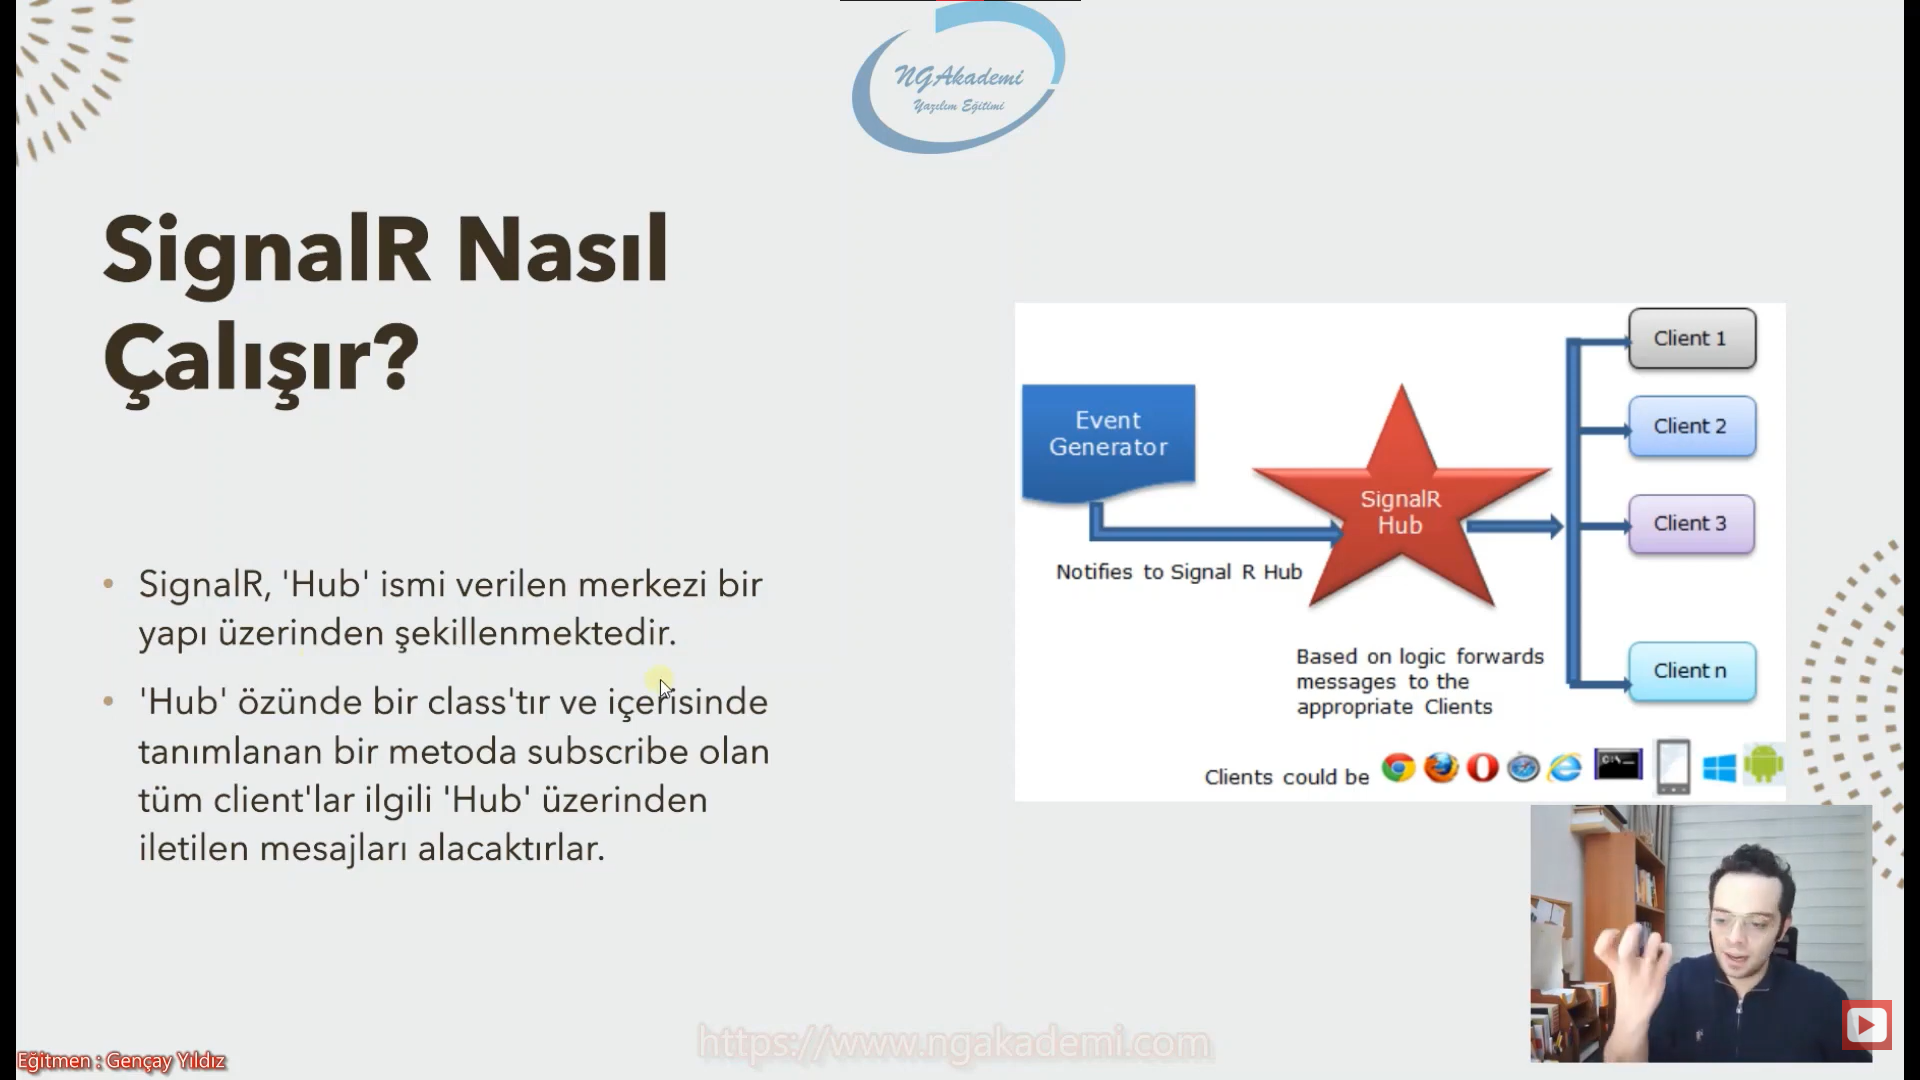 NGAkademi
Yazılım Eğitimi
SignalR Nasıl
Çalışır?
• SignalR, 'Hub' ismi verilen merkezi bir
yapı üzerinden şekillenmektedir.
• 'Hub' özünde bir class'tır ve içerisinde
tanımlanan bir metoda subscribe olan
tüm client'lar ilgili 'Hub' üzerinden
iletilen mesajları alacaktırlar.
Event
Generator
Notifies to Signal R Hub
SignalR
Hub
Based on logic forwards
messages to the
appropriate Clients
Client 1
Client 2
Client 3
Client n
Clients could be
C:\_
https://www.ngakademi.com
Eğitmen : Gençay Yıldız